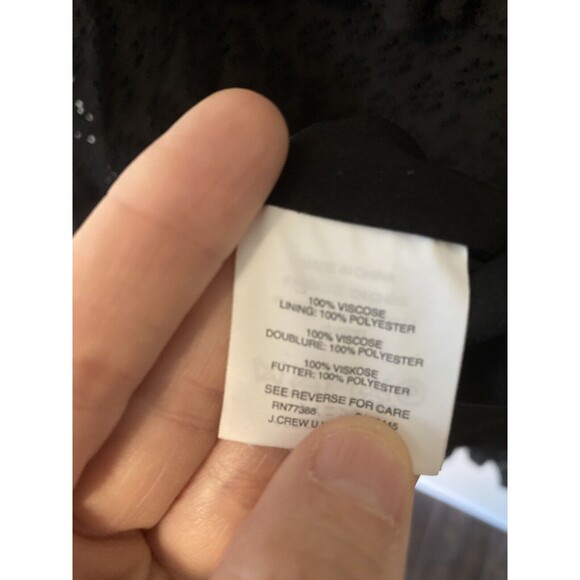 100% VISCOSE
LINING: 100% POLYESTER
100% VISCOSE
DOUBLURE: 100% POLYESTER
100% VISKOSE
FUTTER: 100% POLYESTER
SEE REVERSE FOR CARE
RN77388
J.CREW